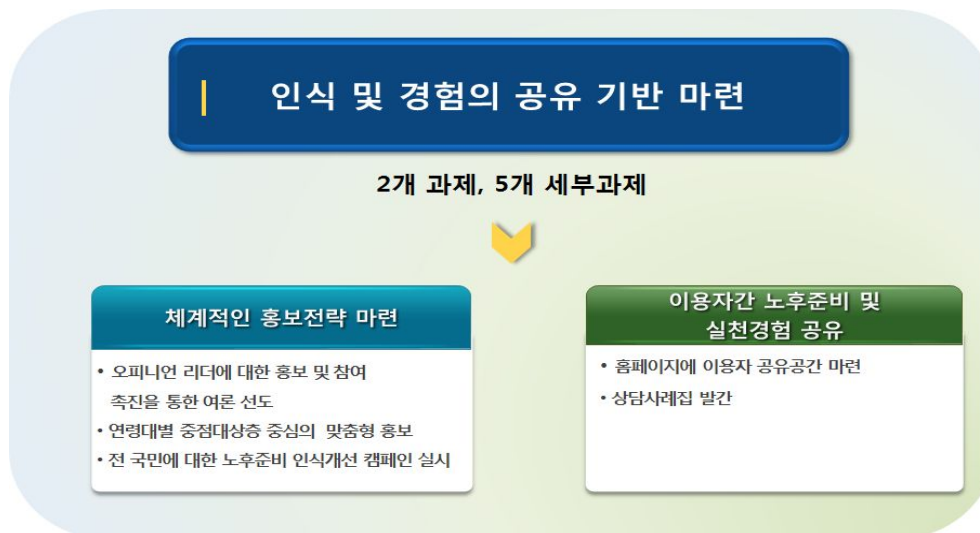 인식 및 경험의 공유 기반 마련
2개 과제, 5개 세부과제
체계적인 홍보전략 마련
• 오피니언 리더에 대한 홍보 및 참여
촉진을 통한 여론 선도
• 연령대별 중점대상층 중심의 맞춤형 홍보
• 전 국민에 대한 노후준비 인식개선 캠페인 실시
이용자간 노후준비 및
실천경험 공유
• 홈페이지에 이용자 공유공간 마련
• 상담사례집 발간